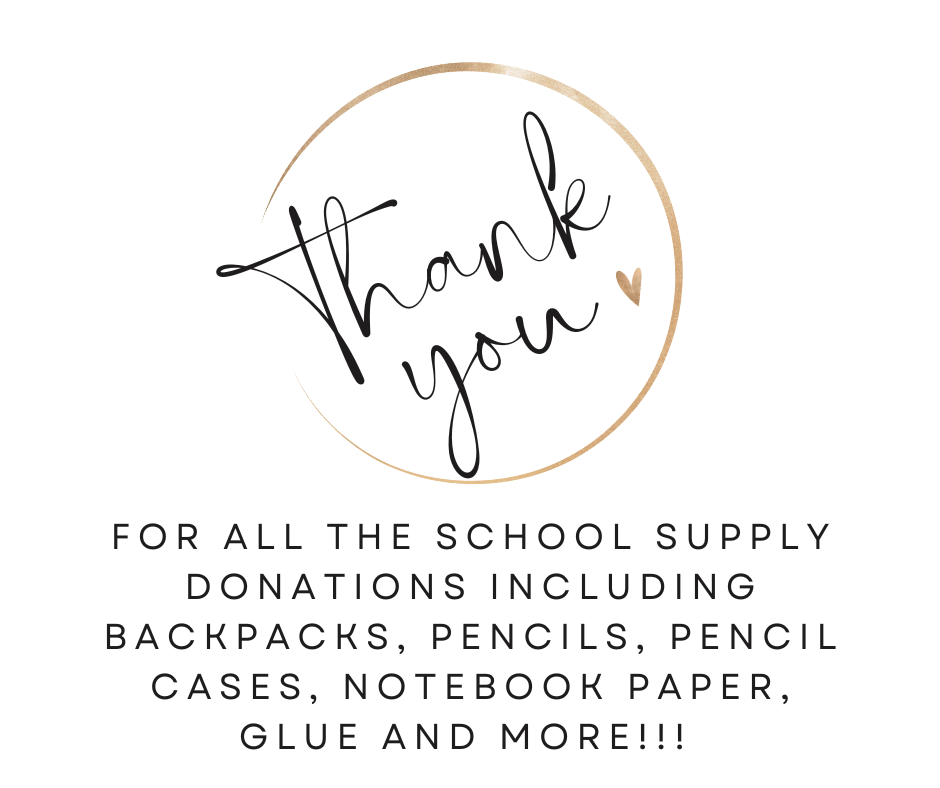 Thank
you
FOR ALL THE SCHOOL SUPPLY
DONATIONS INCLUDING
BACKPACKS, PENCILS, PENCIL
CASES, NOTEBOOK PAPER,
GLUE AND MORE!!!